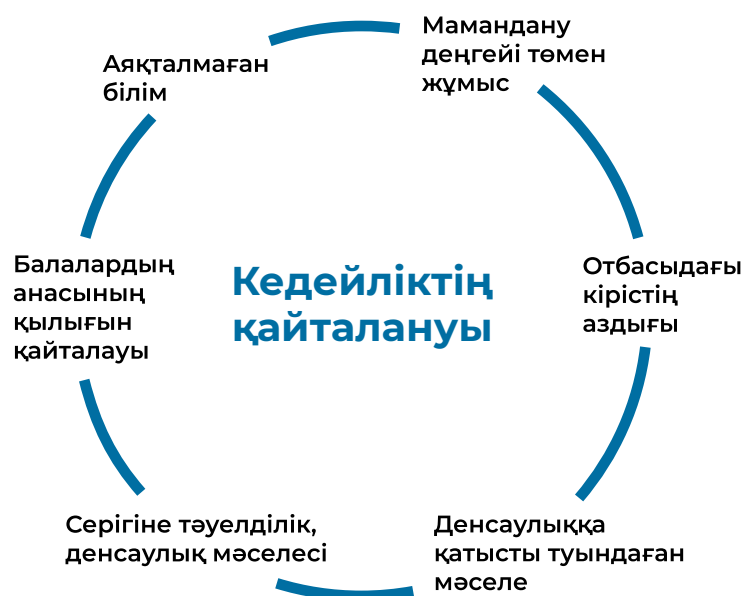 Мамандану
деңгейі төмен
жұмыс
Отбасыдағы
кірістің
аздығы
Денсаулыққа
қатысты туындаған
мәселе
Серігіне тәуелділік,
денсаулық мәселесі
Балалардың
анасының
қылығын
қайталауы
Аяқталмаған
білім
Кедейліктің
қайталануы